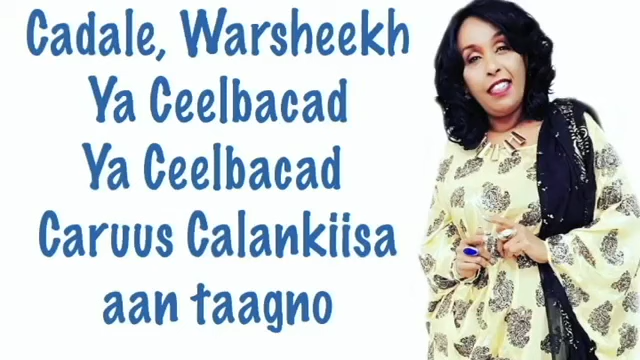 Cadale, Warsheekh
Ya Ceelbacad
Ya Ceelbacad
Caruus Calankiisa
aan taagno